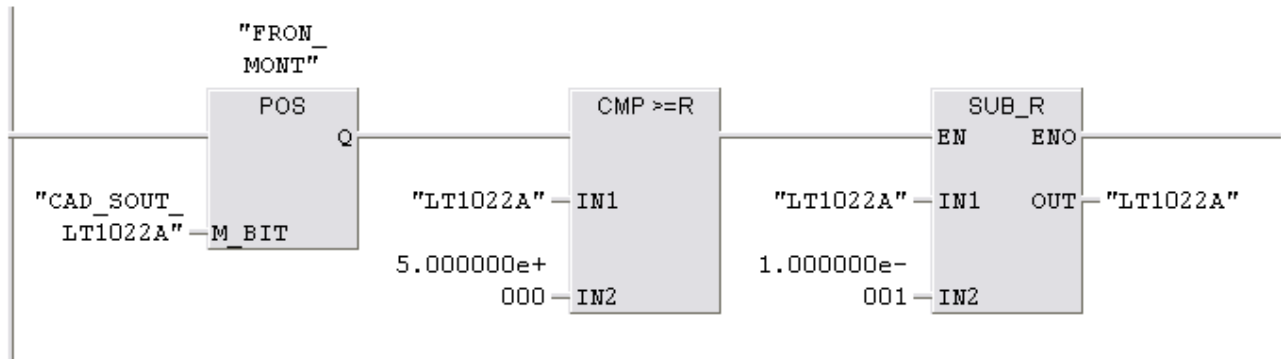 "FRON_
MONT"
POS
CMP >=R
SUB_R
Q
EN ENO
"CAD_SOUT_
LT1022A"
M_BIT
"LT1022A"
IN1
"LT1022A"
IN1
OUT
"LT1022A"
5.000000e+
000
IN2
1.000000e-
001
IN2